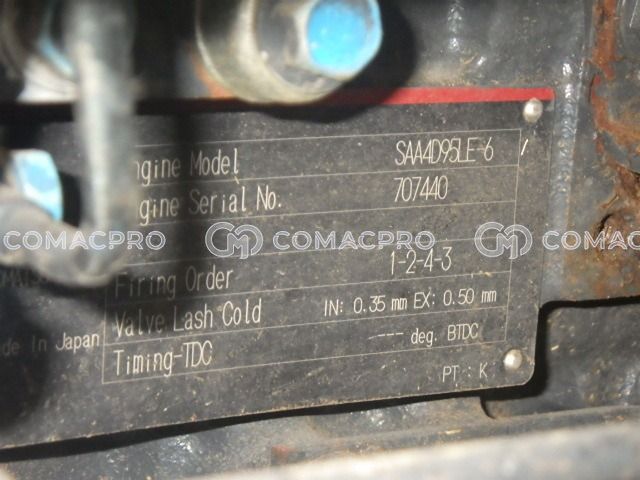 ngine Model SAA4D95LE-6
ngine Serial No. 707440
COMACPRO COMACPRO COMACPRO
Firing Order 1-2-4-3
Valve Lash Cold IN: 0.35 mm EX: 0.50 mm
de In Japan
Timing-TDC ---- deg. BTDC
PT : K